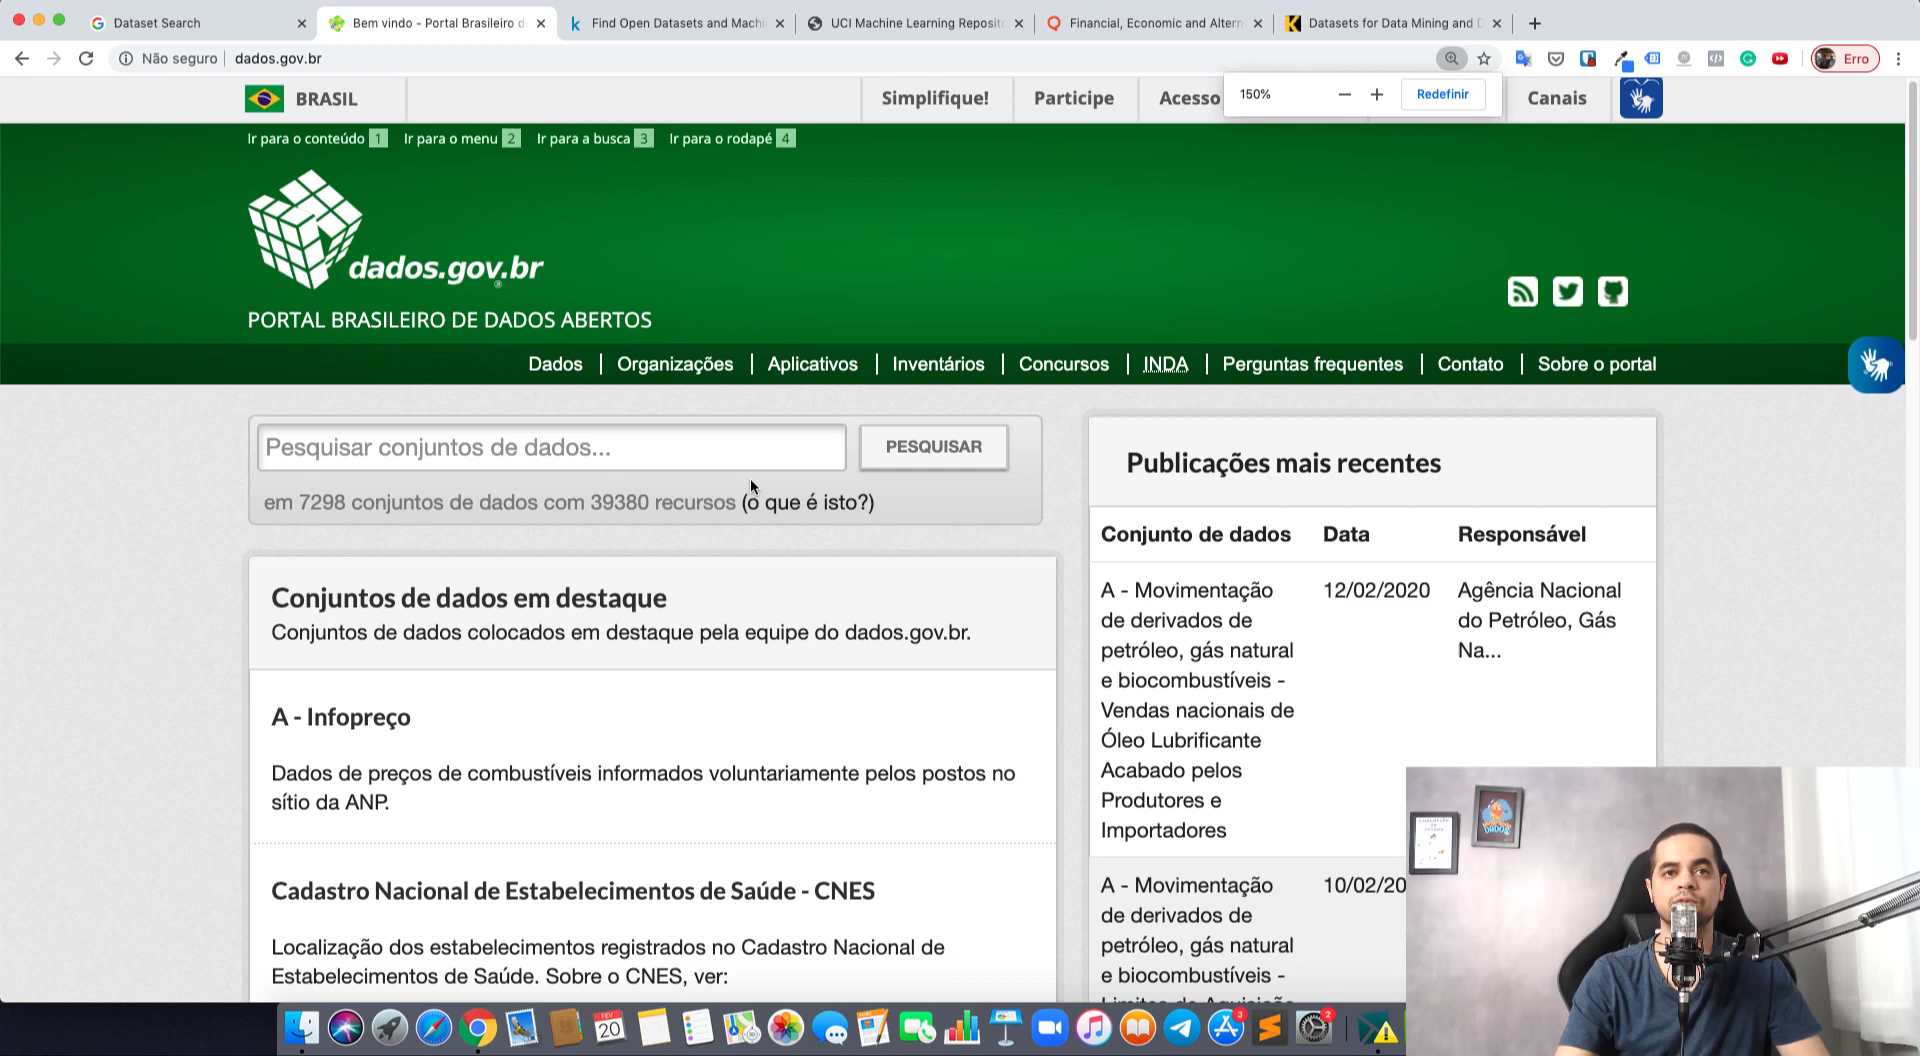 Dataset Search
Bem vindo - Portal Brasileiro d
Find Open Datasets and Machi
UCI Machine Learning Reposito
Financial, Economic and Altern
Datasets for Data Mining and D
Não seguro
dados.gov.br
Erro
150%
Redefinir
BRASIL
Simplifique!
Participe
Acesso
Canais
Ir para o conteúdo 1
Ir para o menu 2
Ir para a busca 3
Ir para o rodapé 4
dados.gov.br
PORTAL BRASILEIRO DE DADOS ABERTOS
Dados
Organizações
Aplicativos
Inventários
Concursos
INDA
Perguntas frequentes
Contato
Sobre o portal
Pesquisar conjuntos de dados...
PESQUISAR
em 7298 conjuntos de dados com 39380 recursos (o que é isto?)
Conjuntos de dados em destaque
Conjuntos de dados colocados em destaque pela equipe do dados.gov.br.
A - Infopreço
Dados de preços de combustíveis informados voluntariamente pelos postos no
sítio da ANP.
Cadastro Nacional de Estabelecimentos de Saúde - CNES
Localização dos estabelecimentos registrados no Cadastro Nacional de
Estabelecimentos de Saúde. Sobre o CNES, ver:
Publicações mais recentes
Conjunto de dados
Data
Responsável
A - Movimentação
de derivados de
petróleo, gás natural
e biocombustíveis -
Vendas nacionais de
Óleo Lubrificante
Acabado pelos
Produtores e
Importadores
12/02/2020
Agência Nacional
do Petróleo, Gás
Na...
A - Movimentação
de derivados de
petróleo, gás natural
e biocombustíveis -
10/02/20
FEV
20
3
2